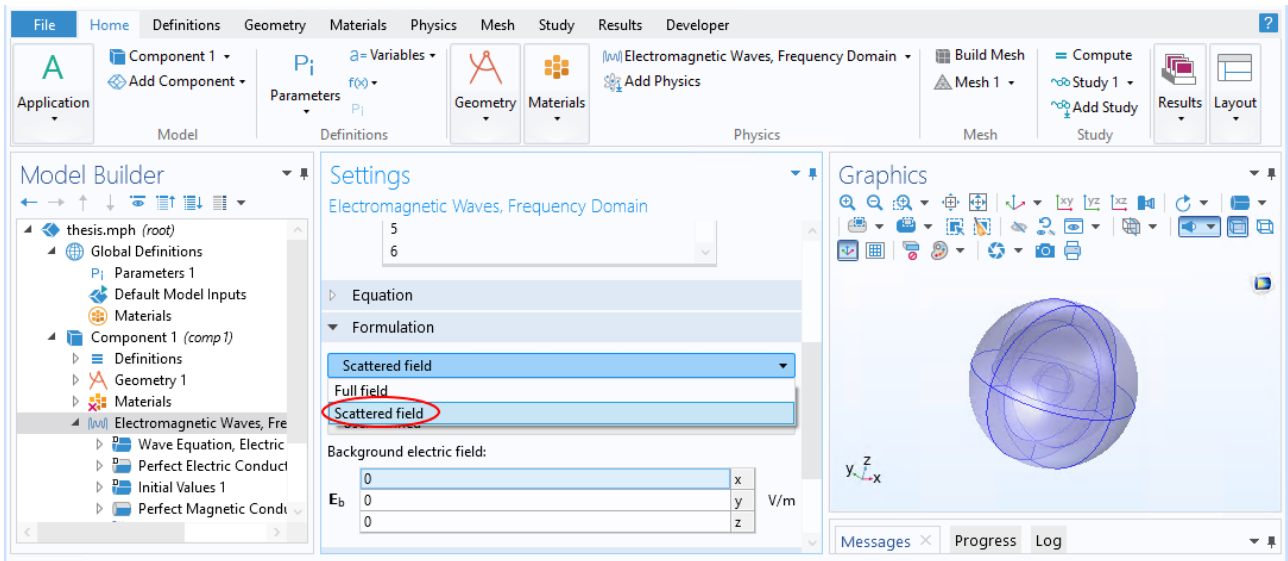 File Home Definitions Geometry Materials Physics Mesh Study Results Developer ?
A Application
Component 1
Add Component
Model
Pi Parameters
a= Variables
f(x)
Pi
Definitions
Geometry
Materials
Electromagnetic Waves, Frequency Domain
Add Physics
Physics
Build Mesh
Mesh 1
Mesh
= Compute
Study 1
Add Study
Study
Results
Layout
Model Builder
thesis.mph (root)
Global Definitions
Pi Parameters 1
Default Model Inputs
Materials
Component 1 (comp1)
Definitions
Geometry 1
Materials
Electromagnetic Waves, Fre
Wave Equation, Electric
Perfect Electric Conduct
Initial Values 1
Perfect Magnetic Condu
Settings
Electromagnetic Waves, Frequency Domain
5
6
Equation
Formulation
Scattered field
Full field
Scattered field
Background electric field:
0 x
Eb 0 y V/m
0 z
Graphics
xy yz xz
z
y x
Messages Progress Log